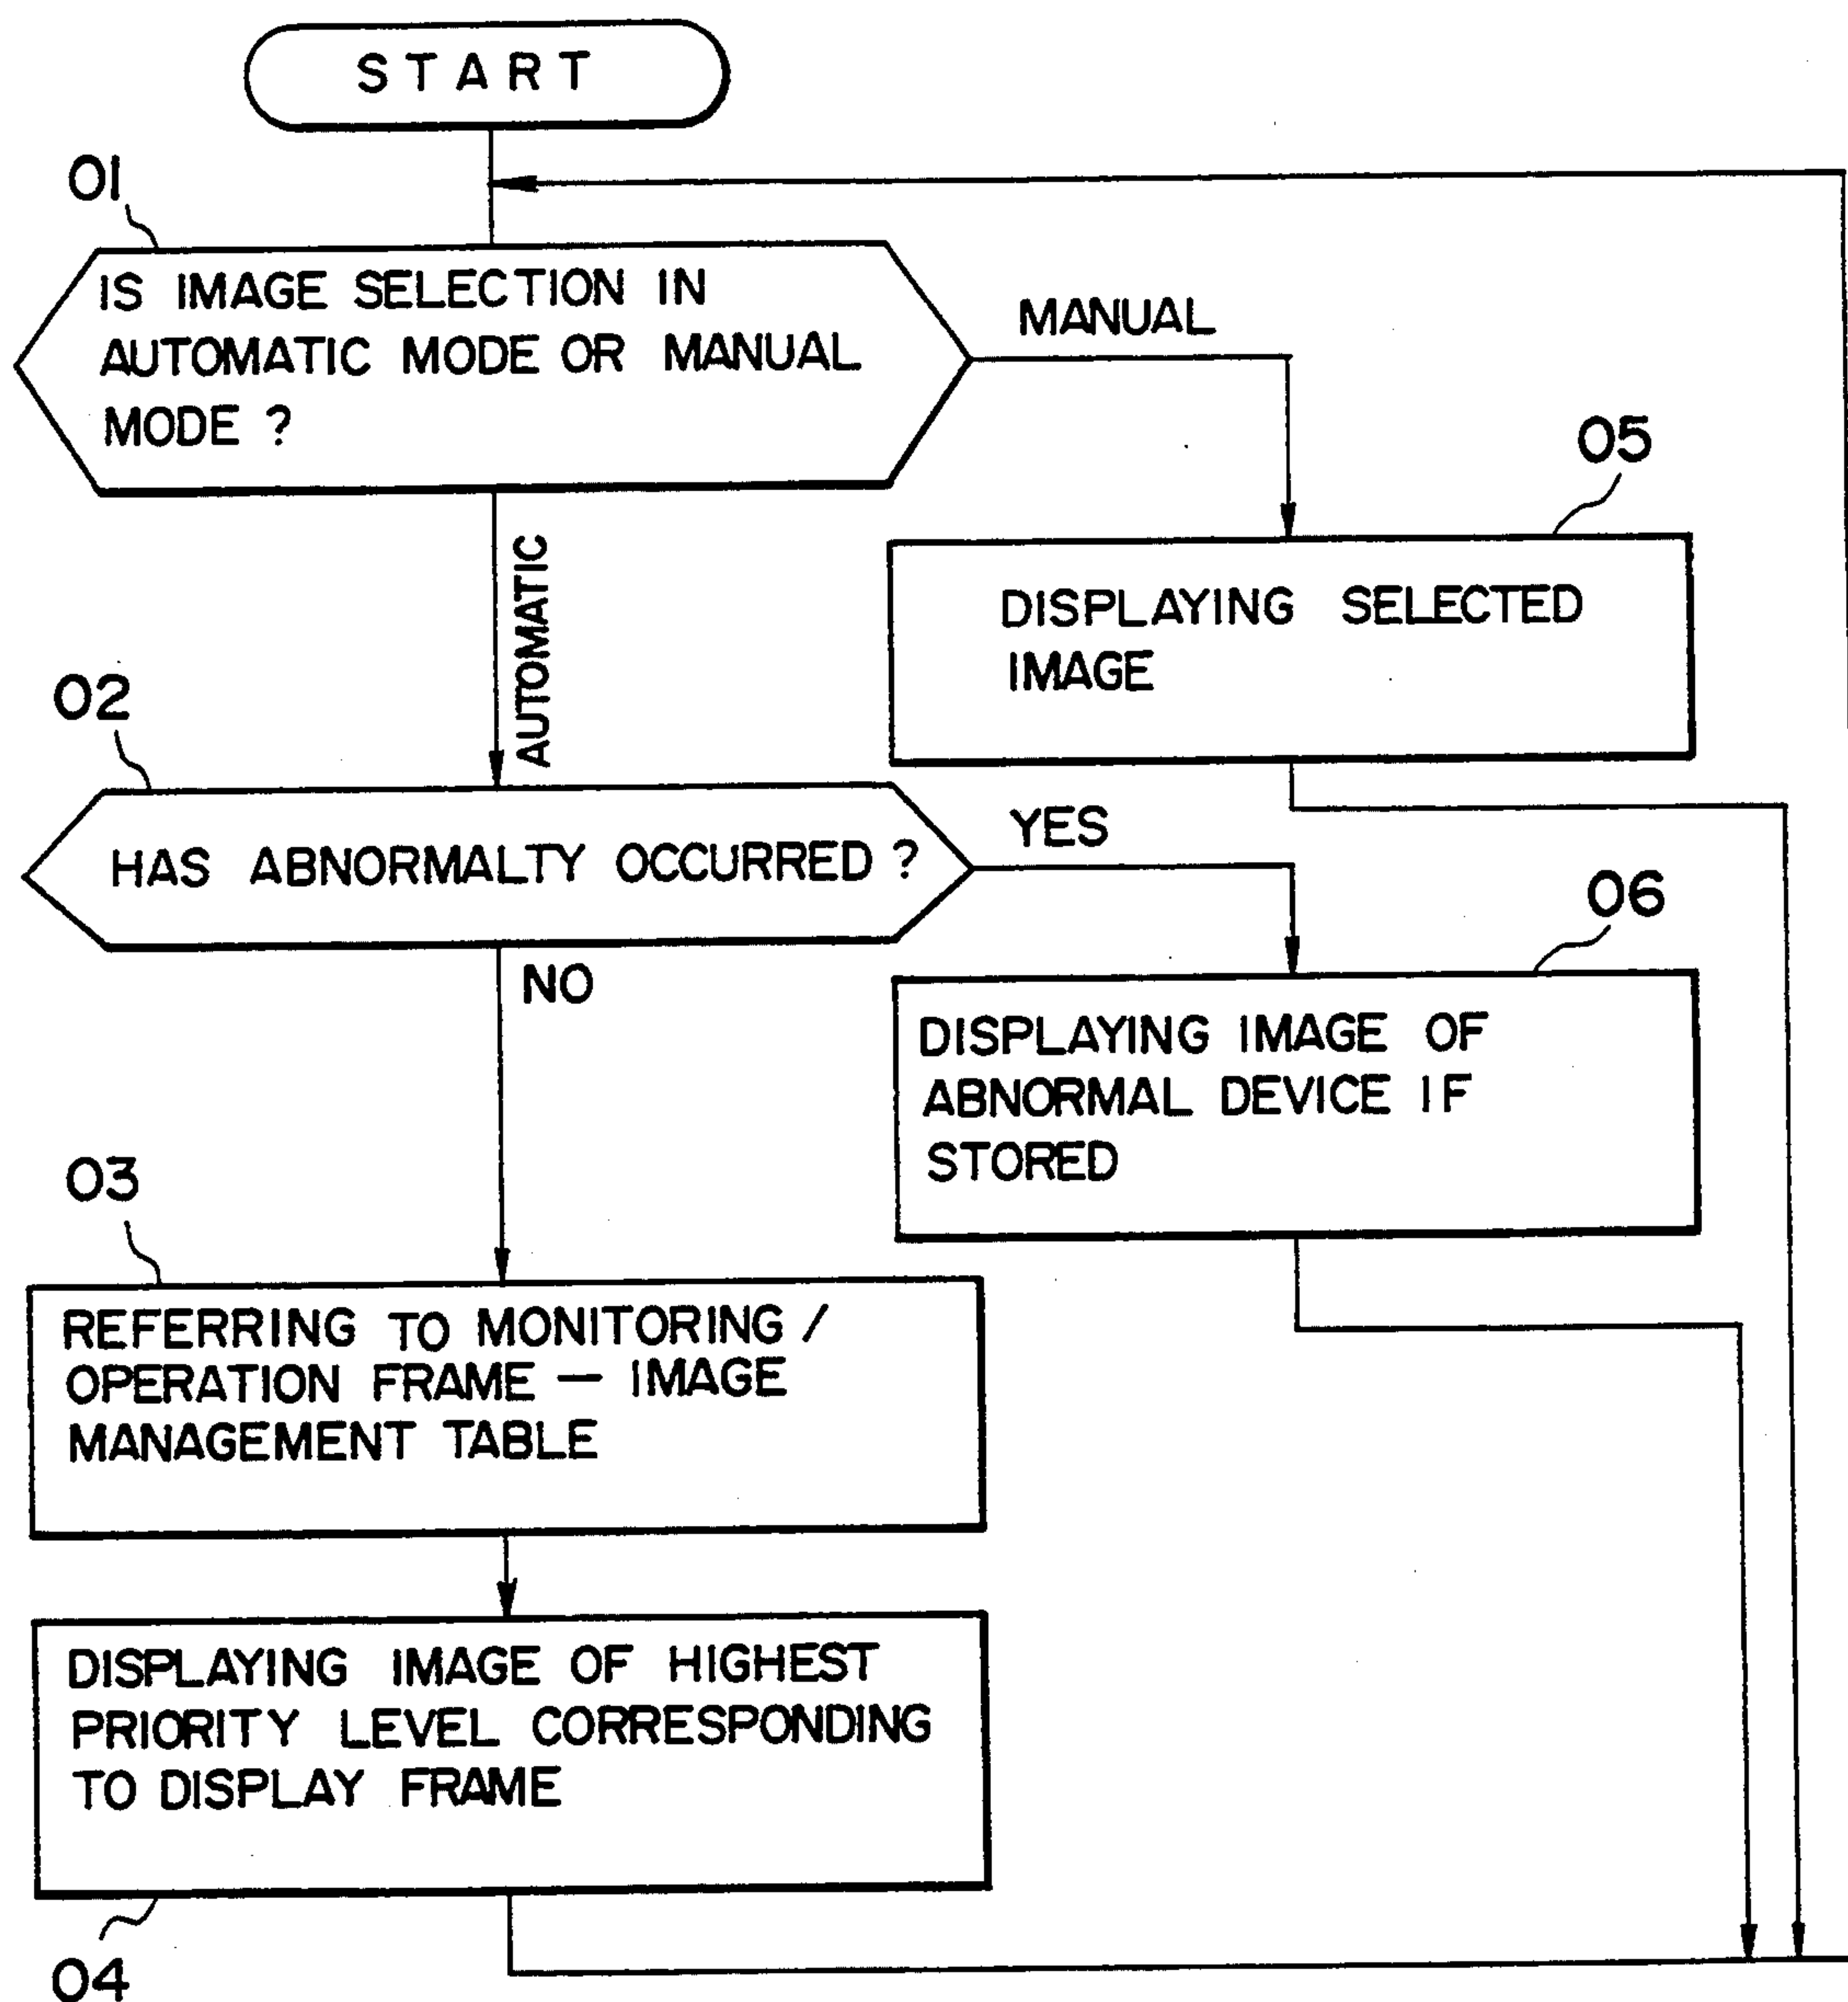 START
01
IS IMAGE SELECTION IN
AUTOMATIC MODE OR MANUAL
MODE ?
MANUAL
AUTOMATIC
05
DISPLAYING SELECTED
IMAGE
02
HAS ABNORMALTY OCCURRED ?
YES
NO
06
DISPLAYING IMAGE OF
ABNORMAL DEVICE IF
STORED
03
REFERRING TO MONITORING /
OPERATION FRAME — IMAGE
MANAGEMENT TABLE
DISPLAYING IMAGE OF HIGHEST
PRIORITY LEVEL CORRESPONDING
TO DISPLAY FRAME
04